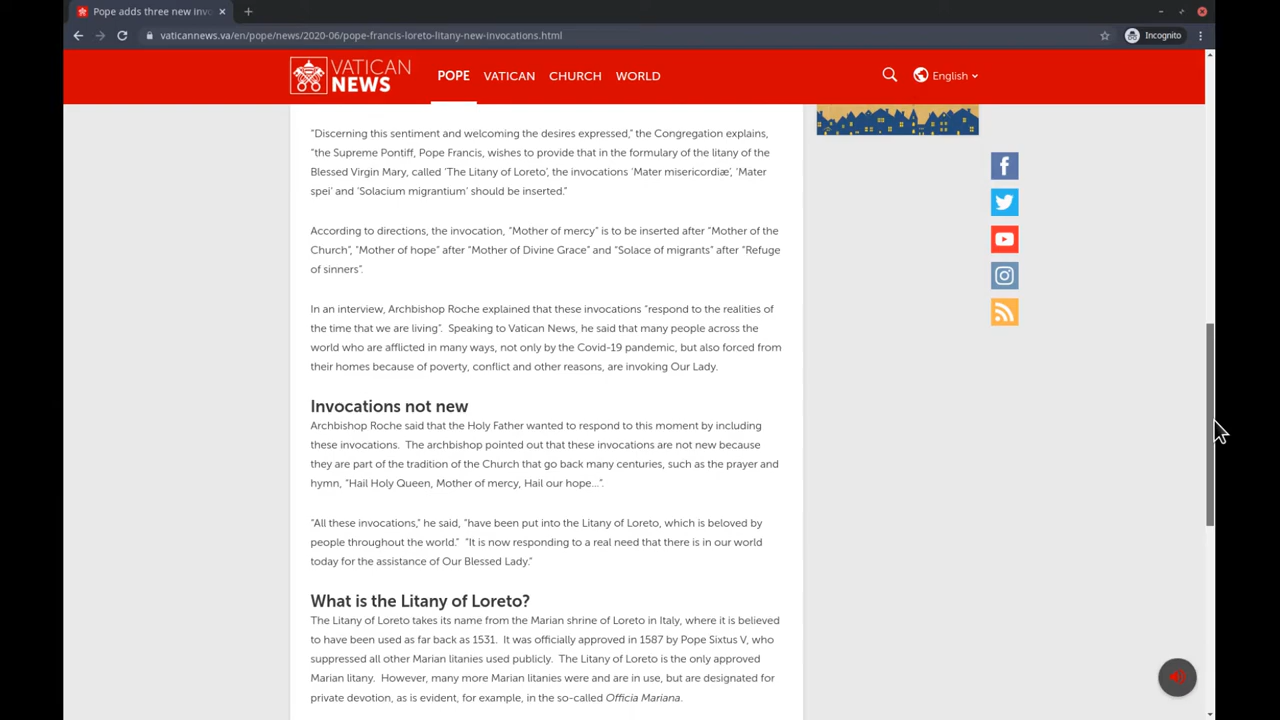 Pope adds three new invo
vaticannews.va/en/pope/news/2020-06/pope-francis-loreto-litany-new-invocations.html
Incognito
VATICAN
NEWS
POPE
VATICAN
CHURCH
WORLD
English
"Discerning this sentiment and welcoming the desires expressed," the Congregation explains,
"the Supreme Pontiff, Pope Francis, wishes to provide that in the formulary of the litany of the
Blessed Virgin Mary, called 'The Litany of Loreto', the invocations 'Mater misericordiæ', 'Mater
spei' and 'Solacium migrantium' should be inserted."
According to directions, the invocation, "Mother of mercy" is to be inserted after "Mother of the
Church", "Mother of hope" after "Mother of Divine Grace" and "Solace of migrants" after "Refuge
of sinners".
In an interview, Archbishop Roche explained that these invocations "respond to the realities of
the time that we are living". Speaking to Vatican News, he said that many people across the
world who are afflicted in many ways, not only by the Covid-19 pandemic, but also forced from
their homes because of poverty, conflict and other reasons, are invoking Our Lady.
Invocations not new
Archbishop Roche said that the Holy Father wanted to respond to this moment by including
these invocations. The archbishop pointed out that these invocations are not new because
they are part of the tradition of the Church that go back many centuries, such as the prayer and
hymn, "Hail Holy Queen, Mother of mercy, Hail our hope…".
"All these invocations," he said, "have been put into the Litany of Loreto, which is beloved by
people throughout the world." "It is now responding to a real need that there is in our world
today for the assistance of Our Blessed Lady."
What is the Litany of Loreto?
The Litany of Loreto takes its name from the Marian shrine of Loreto in Italy, where it is believed
to have been used as far back as 1531. It was officially approved in 1587 by Pope Sixtus V, who
suppressed all other Marian litanies used publicly. The Litany of Loreto is the only approved
Marian litany. However, many more Marian litanies were and are in use, but are designated for
private devotion, as is evident, for example, in the so-called Officia Mariana.